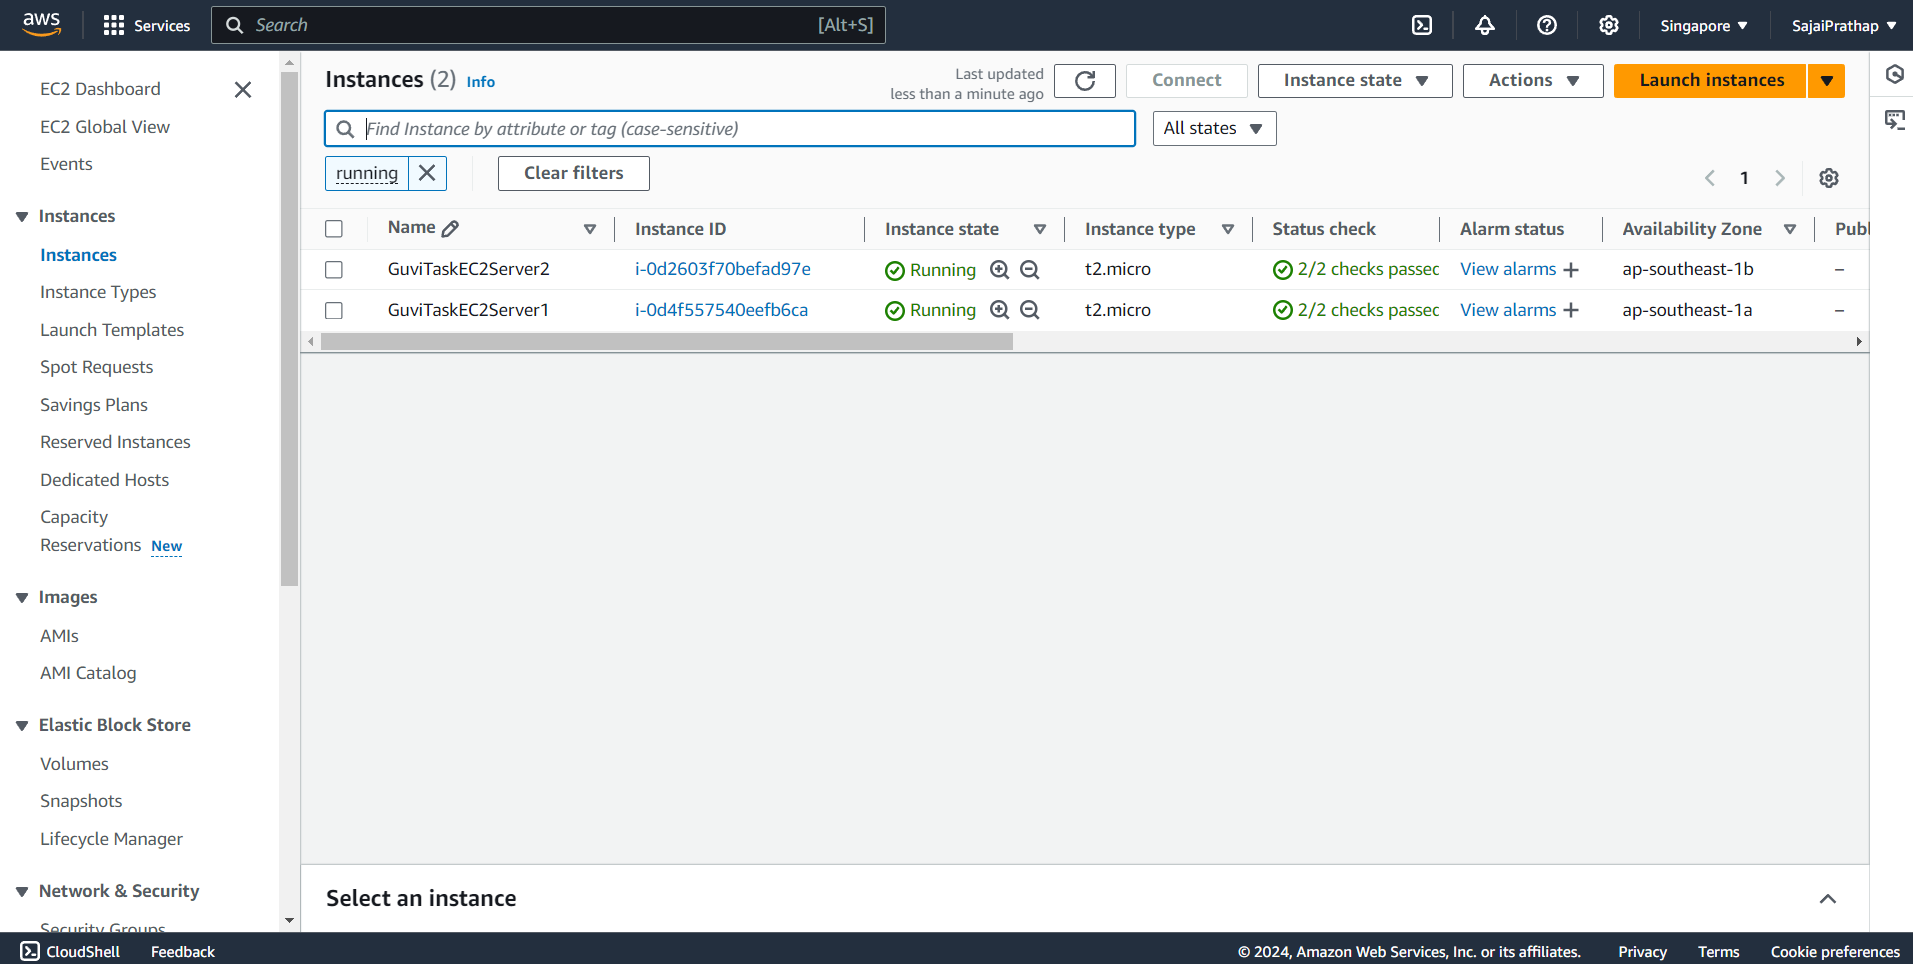 aws
Services
Search
[Alt+S]
Singapore
SajaiPrathap
EC2 Dashboard
EC2 Global View
Events
Instances
Instances
Instance Types
Launch Templates
Spot Requests
Savings Plans
Reserved Instances
Dedicated Hosts
Capacity
Reservations New
Images
AMIs
AMI Catalog
Elastic Block Store
Volumes
Snapshots
Lifecycle Manager
Network & Security
Security Groups
Instances (2) Info
Last updated
less than a minute ago
Connect
Instance state
Actions
Launch instances
Find Instance by attribute or tag (case-sensitive)
All states
running
Clear filters
1
Name Instance ID Instance state Instance type Status check Alarm status Availability Zone Publ
GuviTaskEC2Server2 i-0d2603f70befad97e Running t2.micro 2/2 checks passec View alarms + ap-southeast-1b –
GuviTaskEC2Server1 i-0d4f557540eefb6ca Running t2.micro 2/2 checks passec View alarms + ap-southeast-1a –
Select an instance
CloudShell
Feedback
© 2024, Amazon Web Services, Inc. or its affiliates.
Privacy
Terms
Cookie preferences